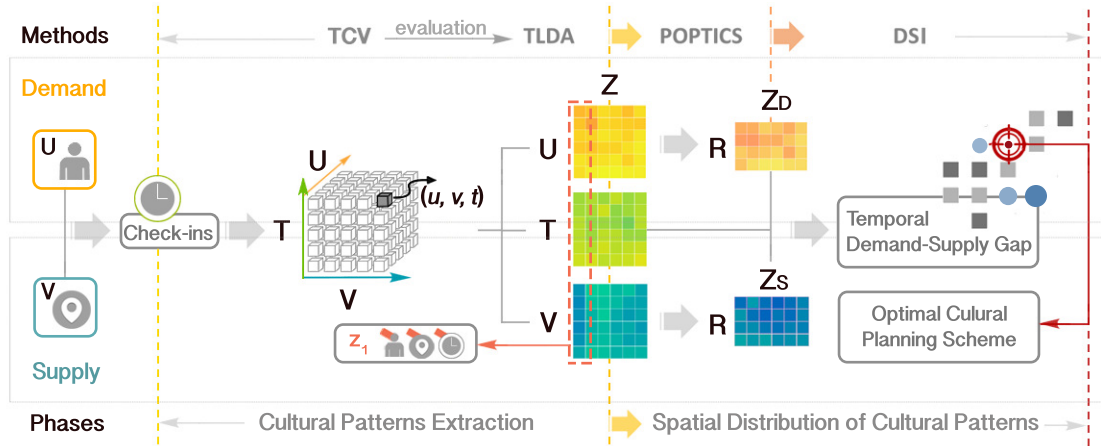 Methods
TCV
evaluation
TLDA
POPTICS
DSI
Demand
U
V
Supply
Check-ins
U
T
V
(u, v, t)
z1
Z
U
T
V
ZD
R
ZS
R
Temporal
Demand-Supply Gap
Optimal Culural
Planning Scheme
Phases
Cultural Patterns Extraction
Spatial Distribution of Cultural Patterns